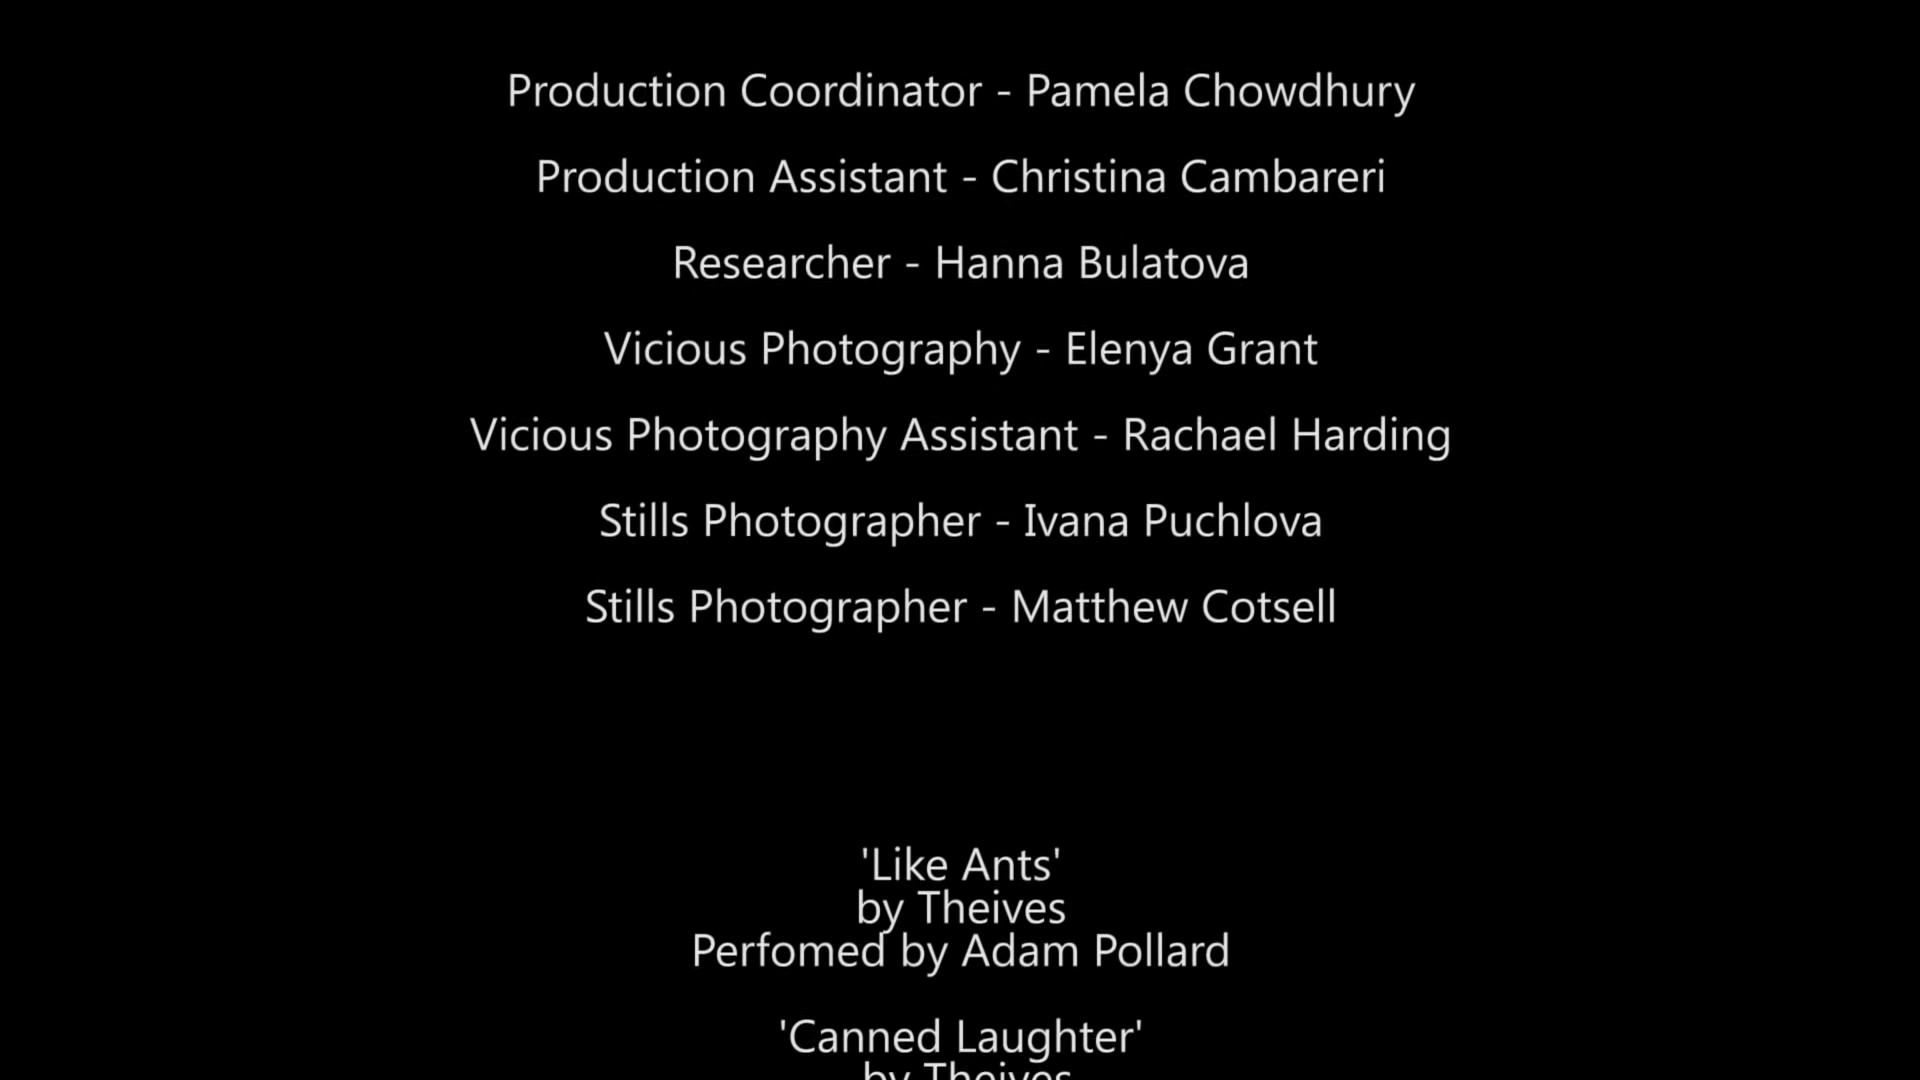 Production Coordinator - Pamela Chowdhury
Production Assistant - Christina Cambareri
Researcher - Hanna Bulatova
Vicious Photography - Elenya Grant
Vicious Photography Assistant - Rachael Harding
Stills Photographer - Ivana Puchlova
Stills Photographer - Matthew Cotsell
'Like Ants'
by Theives
Perfomed by Adam Pollard
'Canned Laughter'
by Theives